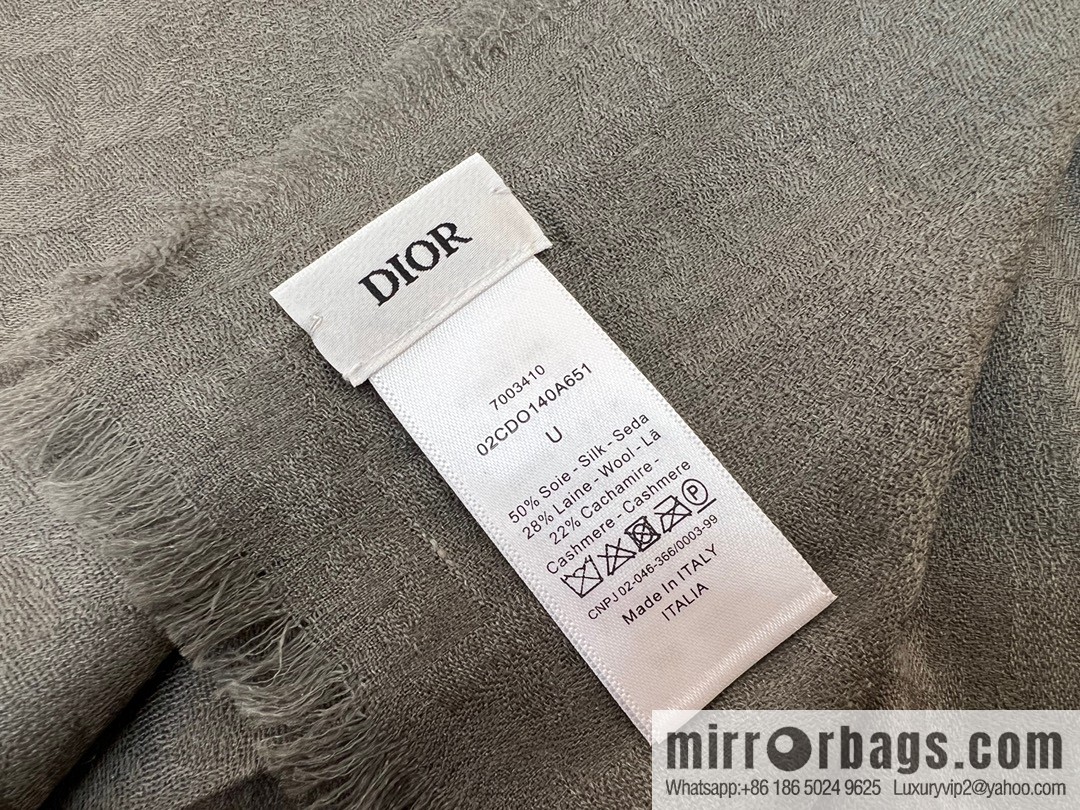 DIOR
7003410
02CDO140A651
U
50% Soie - Silk - Seda
28% Laine - Wool - Lã
22% Cachamire -
Cashmere - Cashmere
P
CNPJ 02-046-366/0003-99
Made In ITALY
ITALIA
mirrorbags.com
Whatsapp:+86 186 5024 9625 Luxuryvip2@yahoo.com